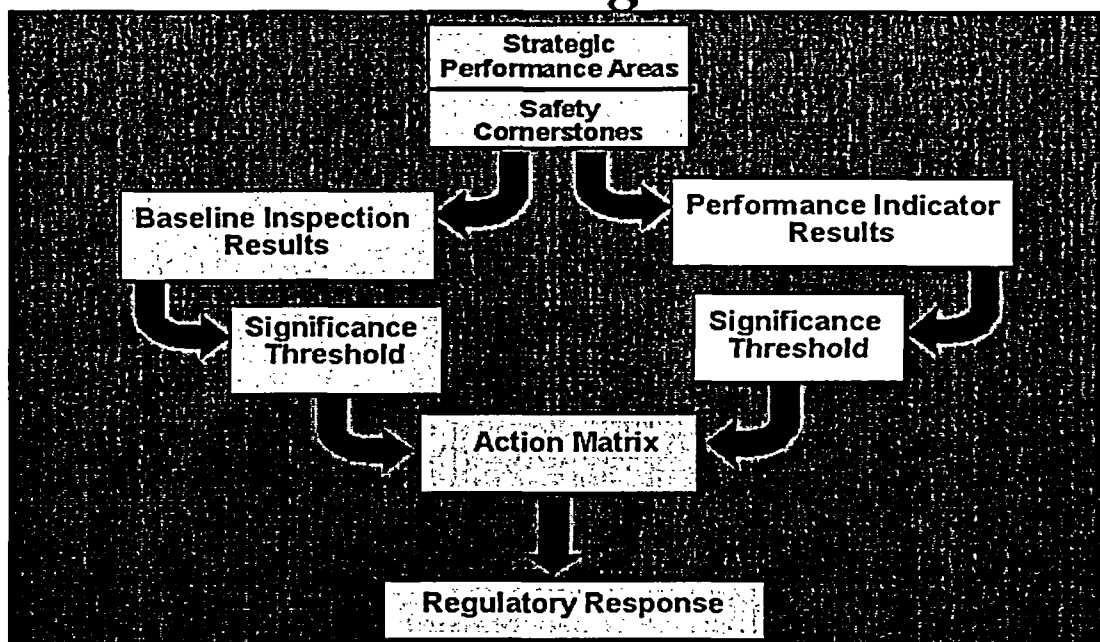 Strategic
Performance Areas
Safety
Cornerstones
Baseline Inspection
Results
Performance Indicator
Results
Significance
Threshold
Significance
Threshold
Action Matrix
Regulatory Response